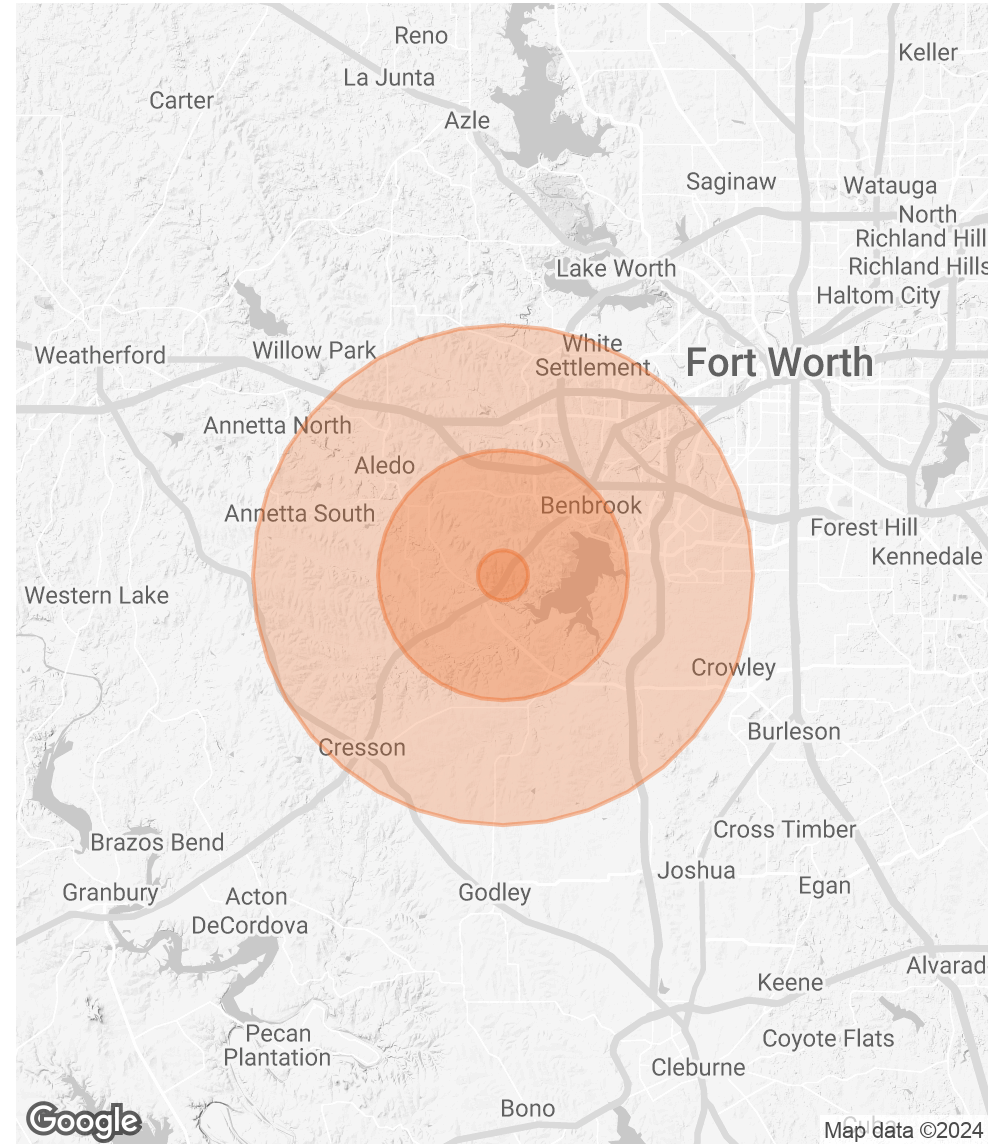 Reno
Keller
La Junta
Carter
Azle
Saginaw
Watauga
North
Richland Hill
Richland Hills
Lake Worth
Haltom City
White
Settlement
Willow Park
Weatherford
Fort Worth
Annetta North
Aledo
Benbrook
Annetta South
Forest Hill
Kennedale
Western Lake
Crowley
Burleson
Cresson
Cross Timber
Brazos Bend
Joshua
Egan
Granbury
Acton
Godley
DeCordova
Alvarad
Keene
Pecan
Plantation
Coyote Flats
Cleburne
Bono
Google
Map data ©2024